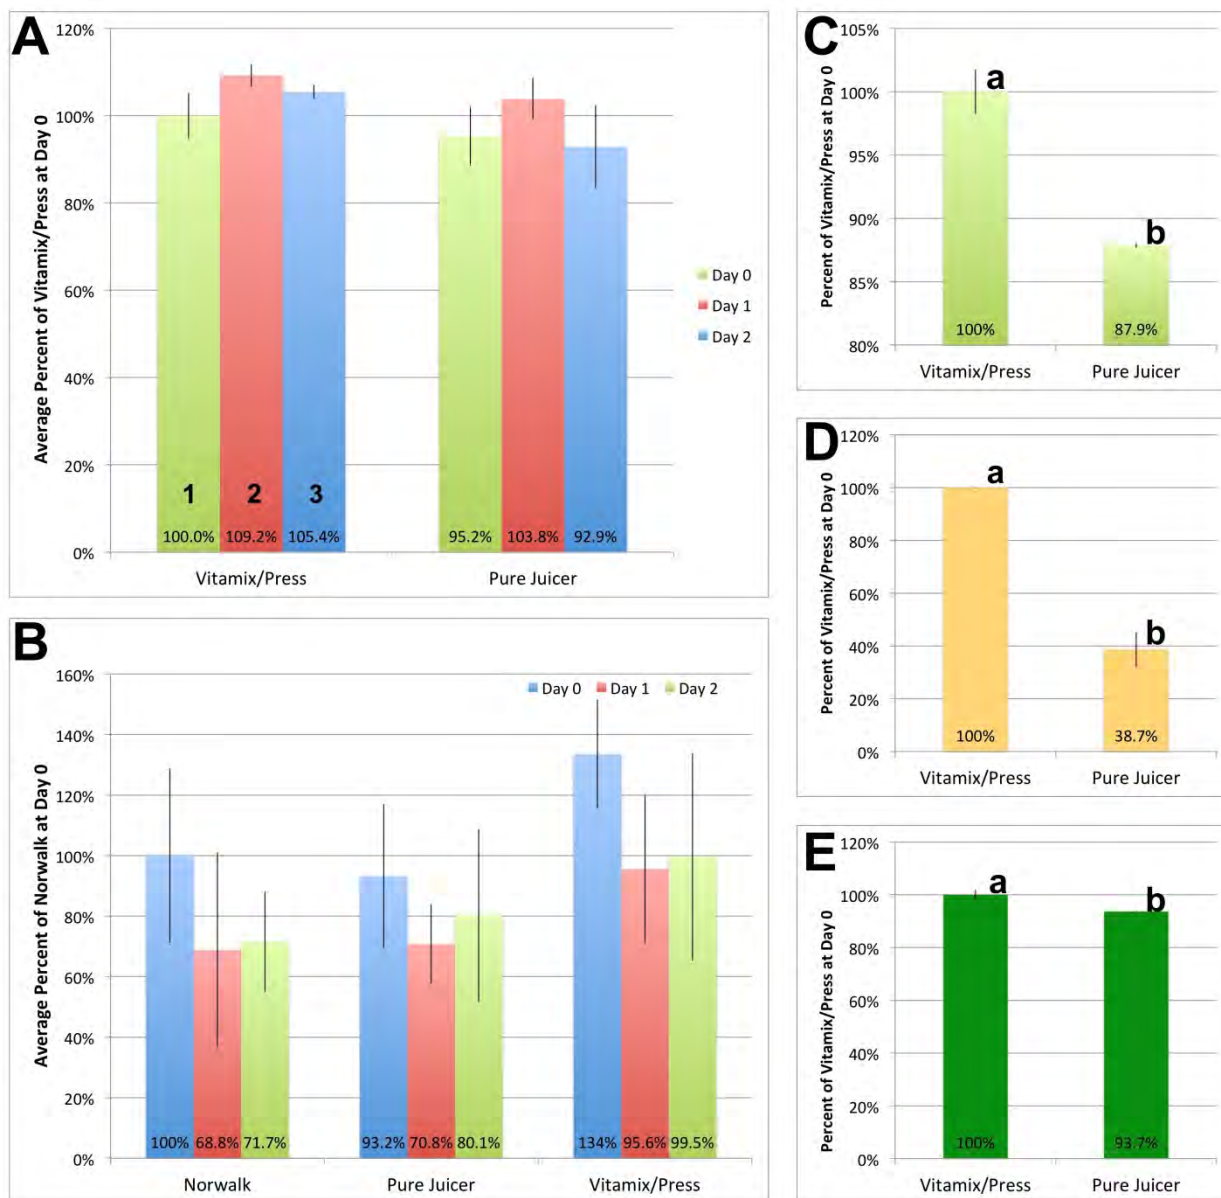 A
Average Percent of Vitamix/Press at Day 0
120%
100%
80%
60%
40%
20%
0%
1 2 3
100.0% 109.2% 105.4% 95.2% 103.8% 92.9%
Vitamix/Press Pure Juicer
Day 0
Day 1
Day 2
B
Average Percent of Norwalk at Day 0
160%
140%
120%
100%
80%
60%
40%
20%
0%
Day 0 Day 1 Day 2
100% 68.8% 71.7% 93.2% 70.8% 80.1% 134% 95.6% 99.5%
Norwalk Pure Juicer Vitamix/Press
C
Percent of Vitamix/Press at Day 0
105%
100%
95%
90%
85%
80%
a
b
100% 87.9%
Vitamix/Press Pure Juicer
D
Percent of Vitamix/Press at Day 0
120%
100%
80%
60%
40%
20%
0%
a
b
100% 38.7%
Vitamix/Press Pure Juicer
E
Percent of Vitamix/Press at Day 0
120%
100%
80%
60%
40%
20%
0%
a b
100% 93.7%
Vitamix/Press Pure Juicer